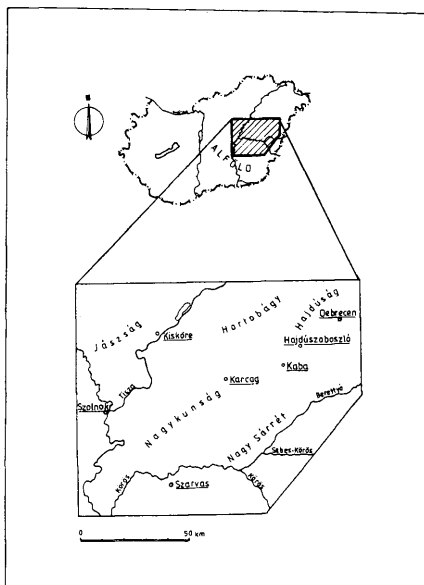 N
ALFÖLD
Jászság
Kisköre
Hortobágy
Hajdúság
Debrecen
Hajdúszoboszló
Kaba
Karcag
Szolnok
Tisza
Nagykunság
Berettyó
Nagy Sárrét
Sebes-Körös
Körös
Szarvas
Körös
0 50 km